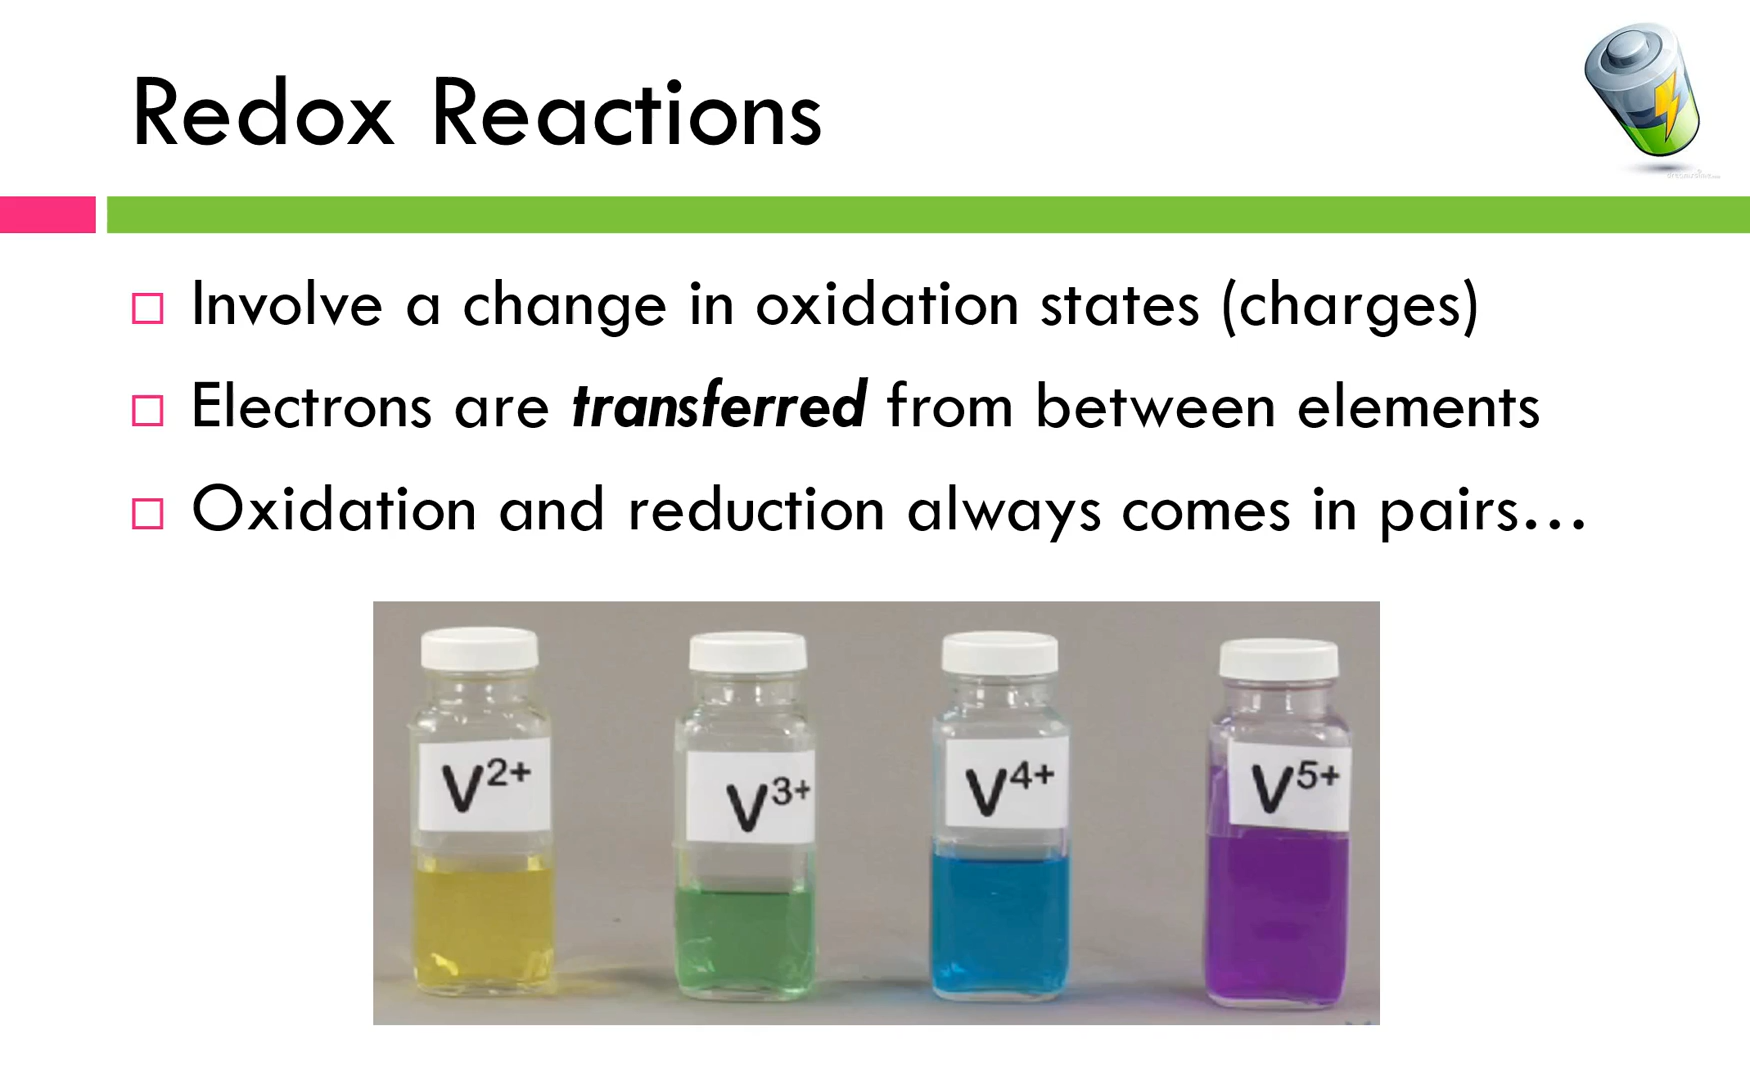 Redox Reactions
Involve a change in oxidation states (charges)
Electrons are transferred from between elements
Oxidation and reduction always comes in pairs...
V²⁺
V³⁺
V⁴⁺
V⁵⁺